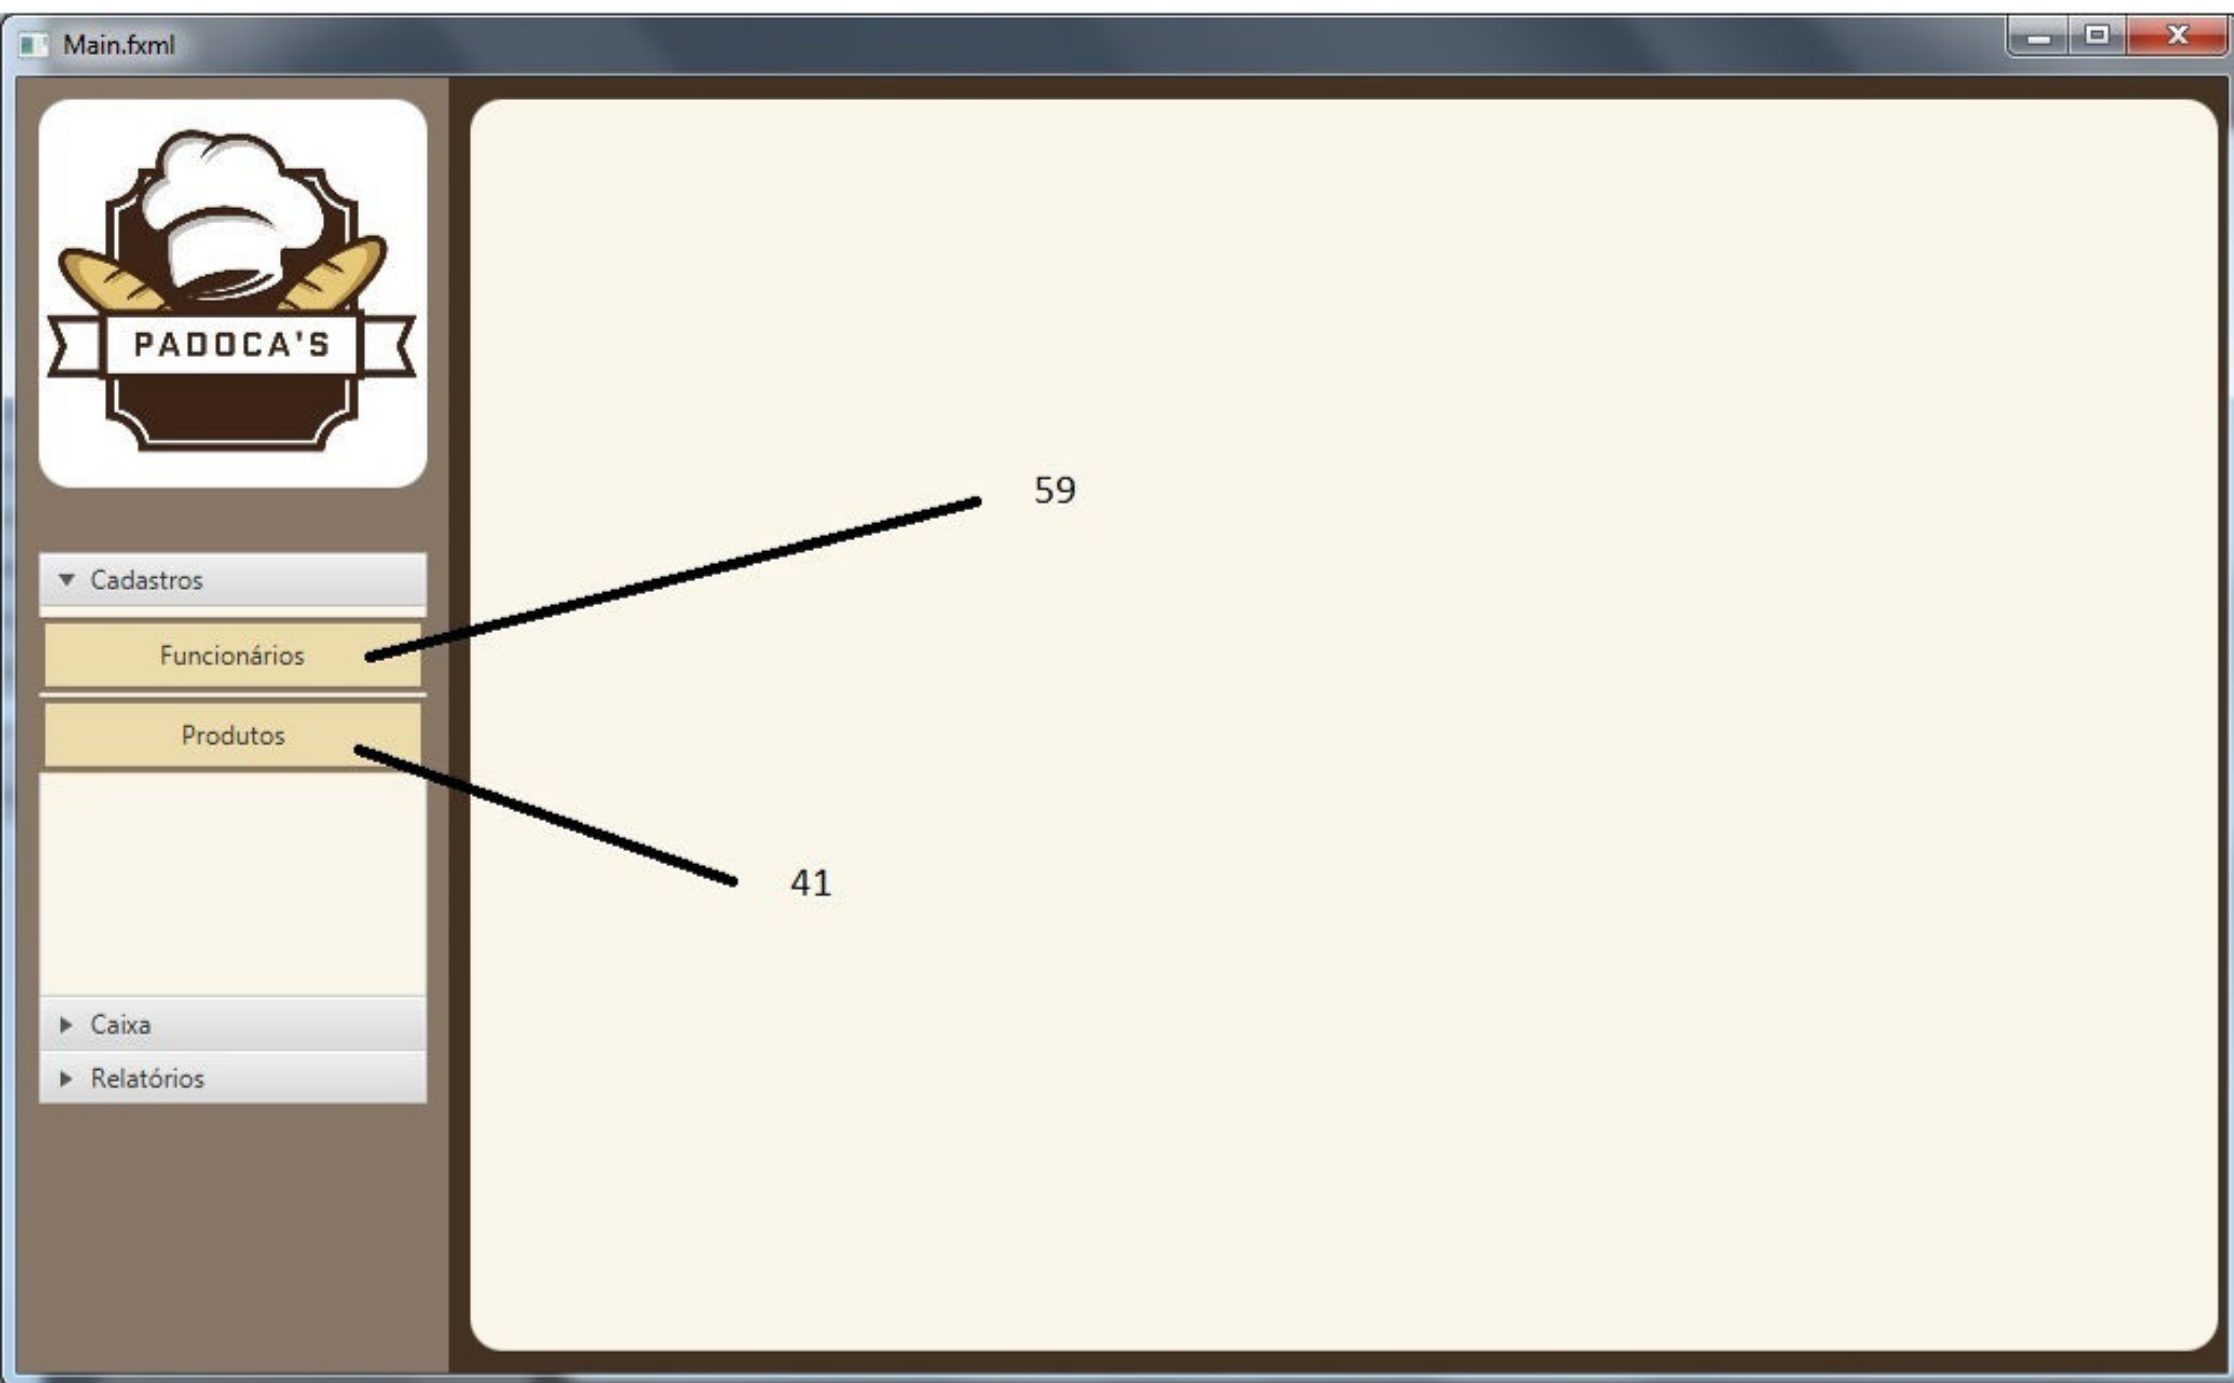 Main.fxml
PADOCA'S
59
Cadastros
Funcionários
Produtos
41
Caixa
Relatórios